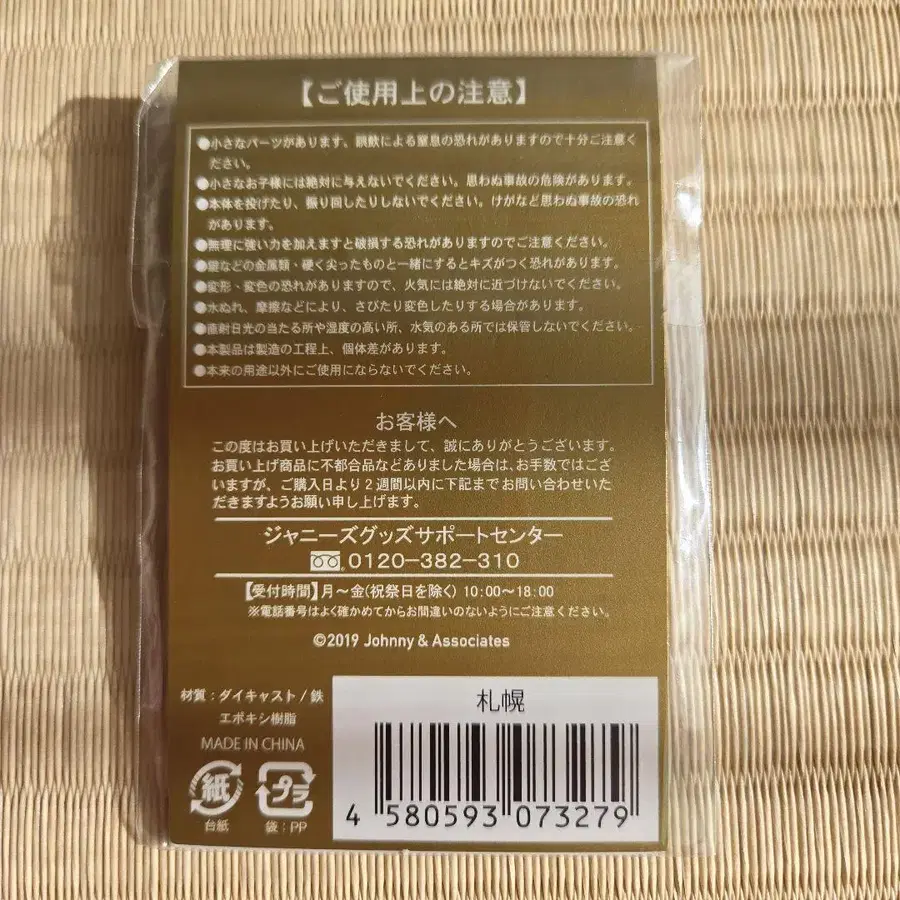 【ご使用上の注意】
●小さなパーツがあります、誤飲による窒息の恐れがありますので十分ご注意く
ださい。
●小さなお子様には絶対に与えないでください。思わぬ事故の危険があります。
●本体を投げたり、振り回したりしないでください。けがなど思わぬ事故の恐れ
があります。
●無理に強い力を加えますと破損する恐れがありますのでご注意ください。
●鍵などの金属類・硬く尖ったものと一緒にするとキズがつく恐れがあります。
●変形・変色の恐れがありますので、火気には絶対に近づけないでください。
●水ぬれ、摩擦などにより、さびたり変色したりする場合があります。
●直射日光の当たる所や湿度の高い所、水気のある所では保管しないでください。
●本製品は製造の工程上、個体差があります。
●本来の用途以外にご使用にならないでください。
お客様へ
この度はお買い上げいただきまして、誠にありがとうございます。
お買い上げ商品に不都合品などありました場合は、お手数ではござ
いますが、ご購入日より2週間以内に下記までお問い合わせいた
だきますようお願い申し上げます。
ジャニーズグッズサポートセンター
0120-382-310
【受付時間】月〜金(祝祭日を除く) 10:00〜18:00
※電話番号はよく確かめてからお間違いのないようにご注意ください。
©2019 Johnny & Associates
材質：ダイキャスト / 鉄
エポキシ樹脂
MADE IN CHINA
紙
台紙
プラ
袋：PP
札幌
4 580593 073279